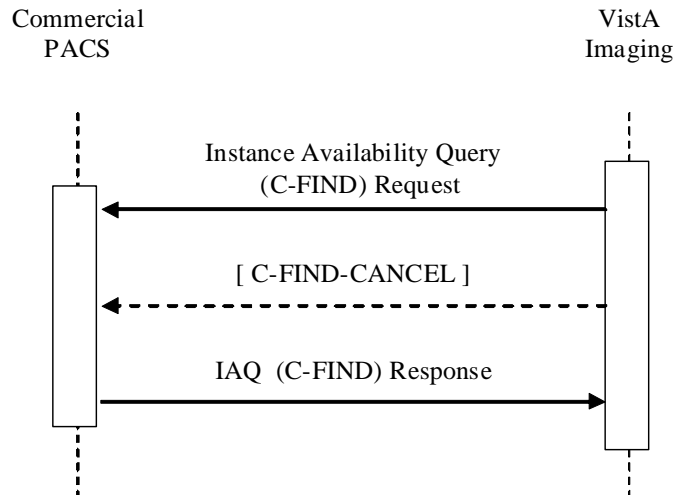 Commercial
PACS
VistA
Imaging
Instance Availability Query
(C-FIND) Request
[ C-FIND-CANCEL ]
IAQ (C-FIND) Response